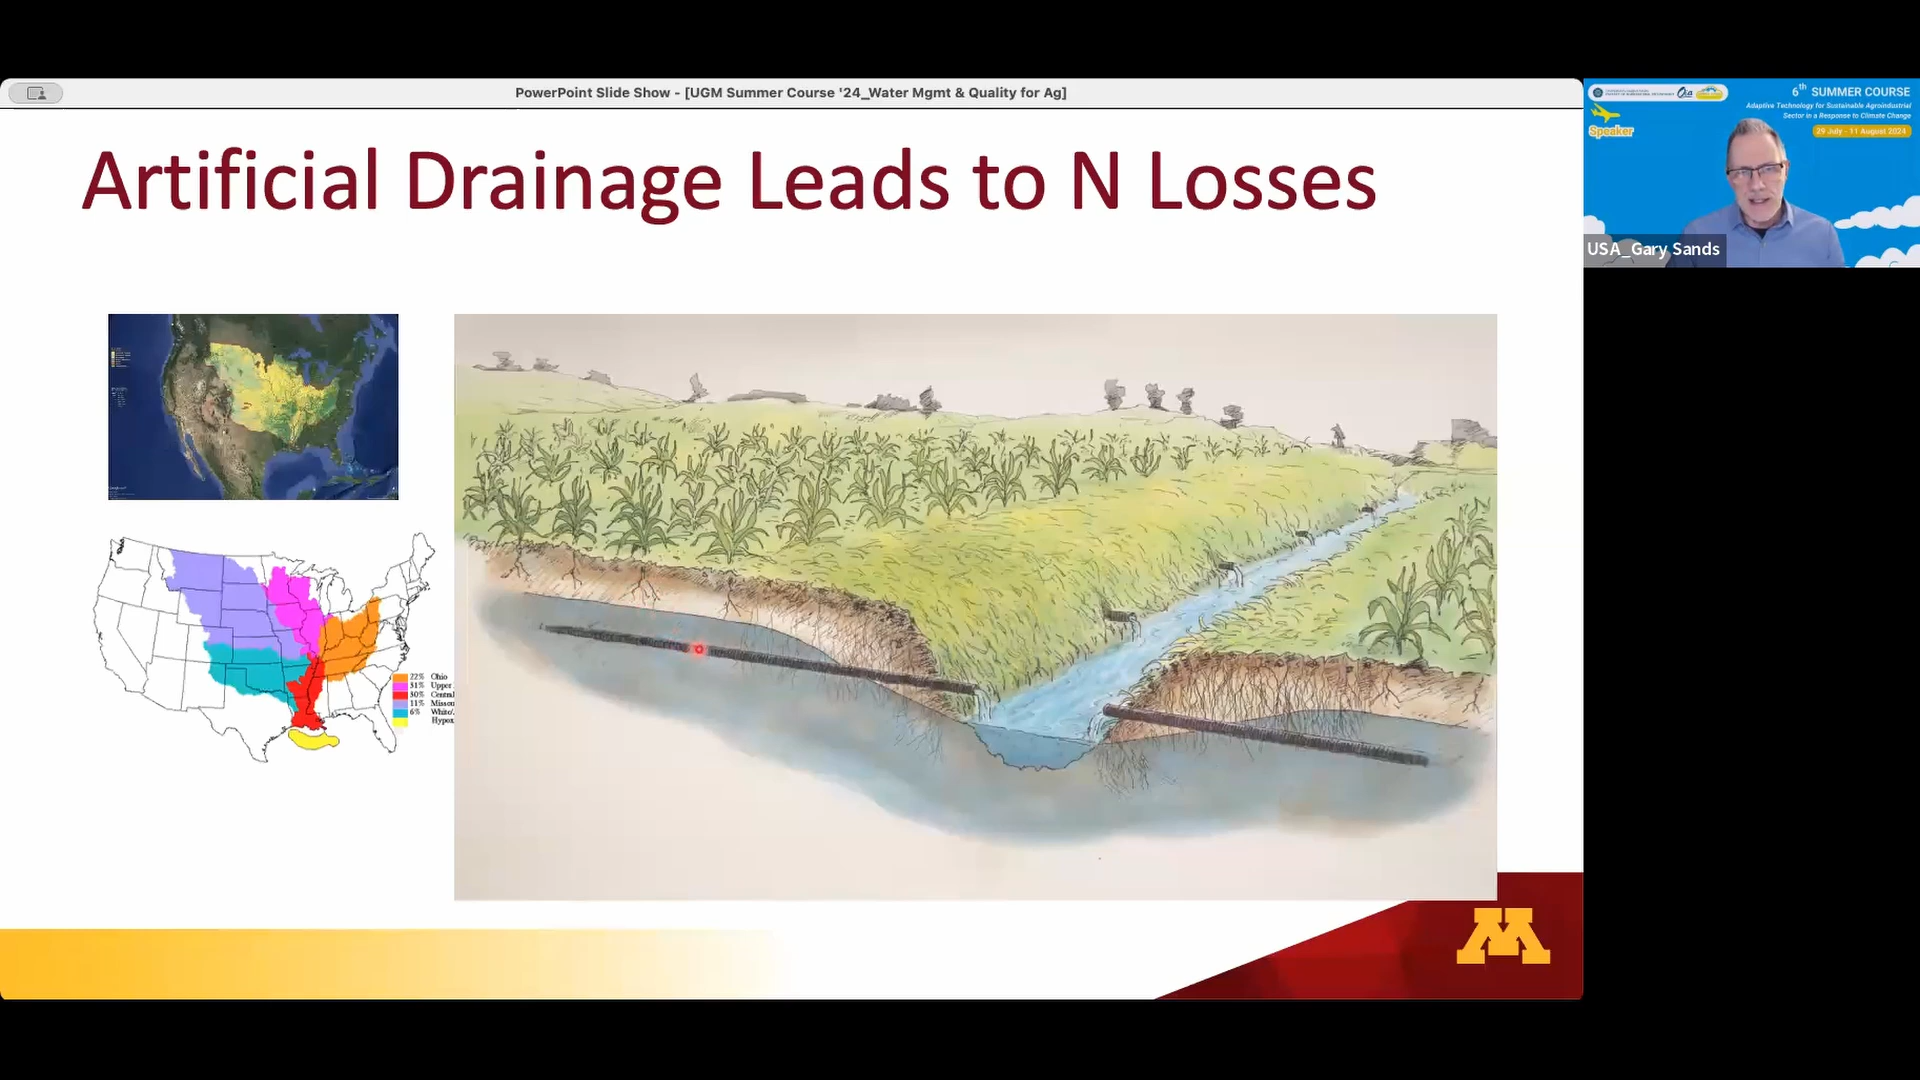 PowerPoint Slide Show - [UGM Summer Course '24_Water Mgmt & Quality for Ag]
Artificial Drainage Leads to N Losses
22% Ohio
31% Upper
30% Central
11% Missou
6% White/
Hypox
6th SUMMER COURSE
Adaptive Technology for Sustainable Agroindustrial
Sector in a Response to Climate Change
29 July - 11 August 2024
Speaker
USA_Gary Sands
M